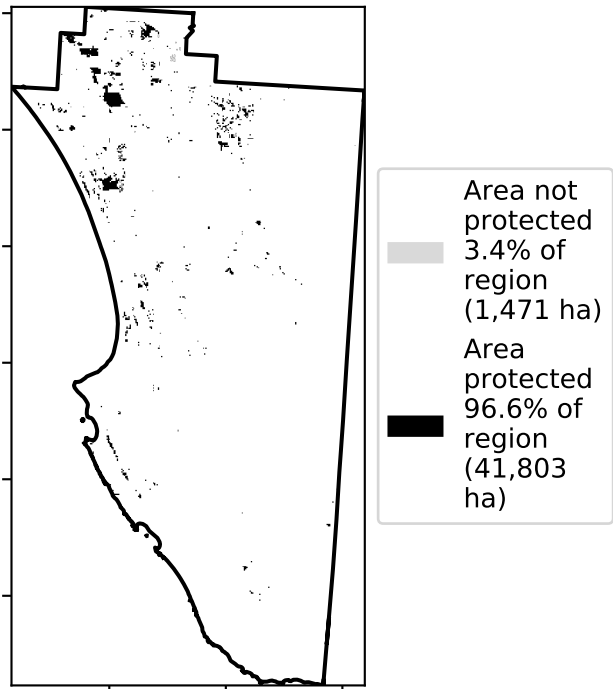 Area not
protected
3.4% of
region
(1,471 ha)
Area
protected
96.6% of
region
(41,803
ha)